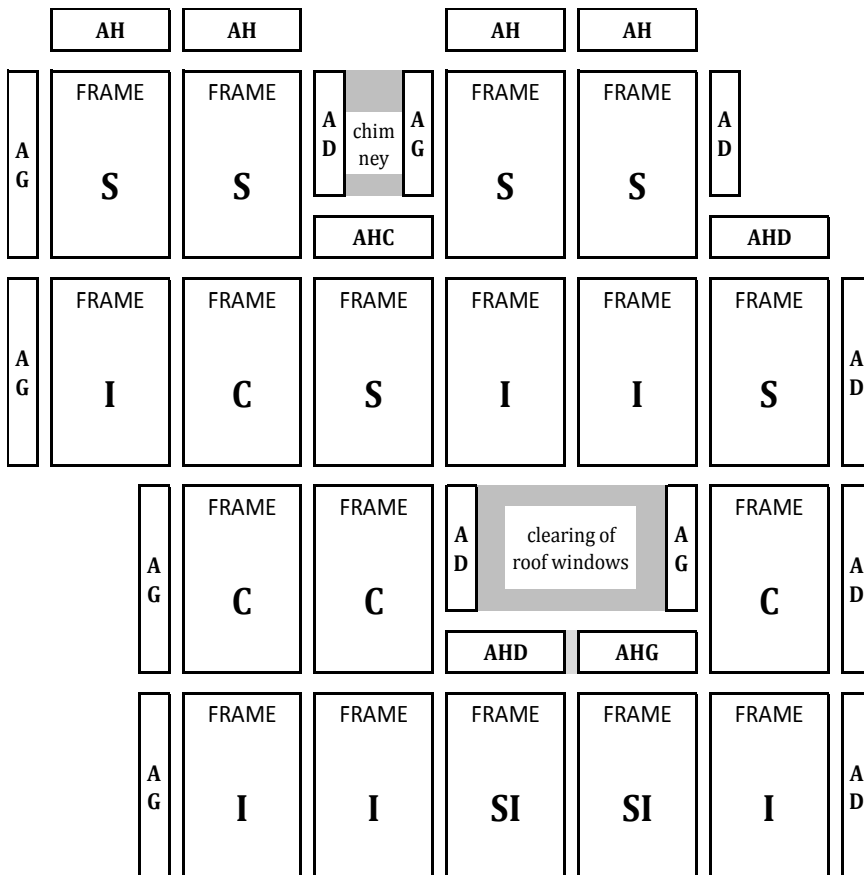 AH AH AH AH
FRAME FRAME FRAME FRAME
A
G
S S
A
D
chim
ney
A
G
S S
A
D
AHC AHD
FRAME FRAME FRAME FRAME FRAME FRAME
A
G
I C S I I S
A
D
FRAME FRAME FRAME
A
G
C C
A
D
clearing of
roof windows
A
G
C
A
D
AHD AHG
FRAME FRAME FRAME FRAME FRAME
A
G
I I SI SI I
A
D